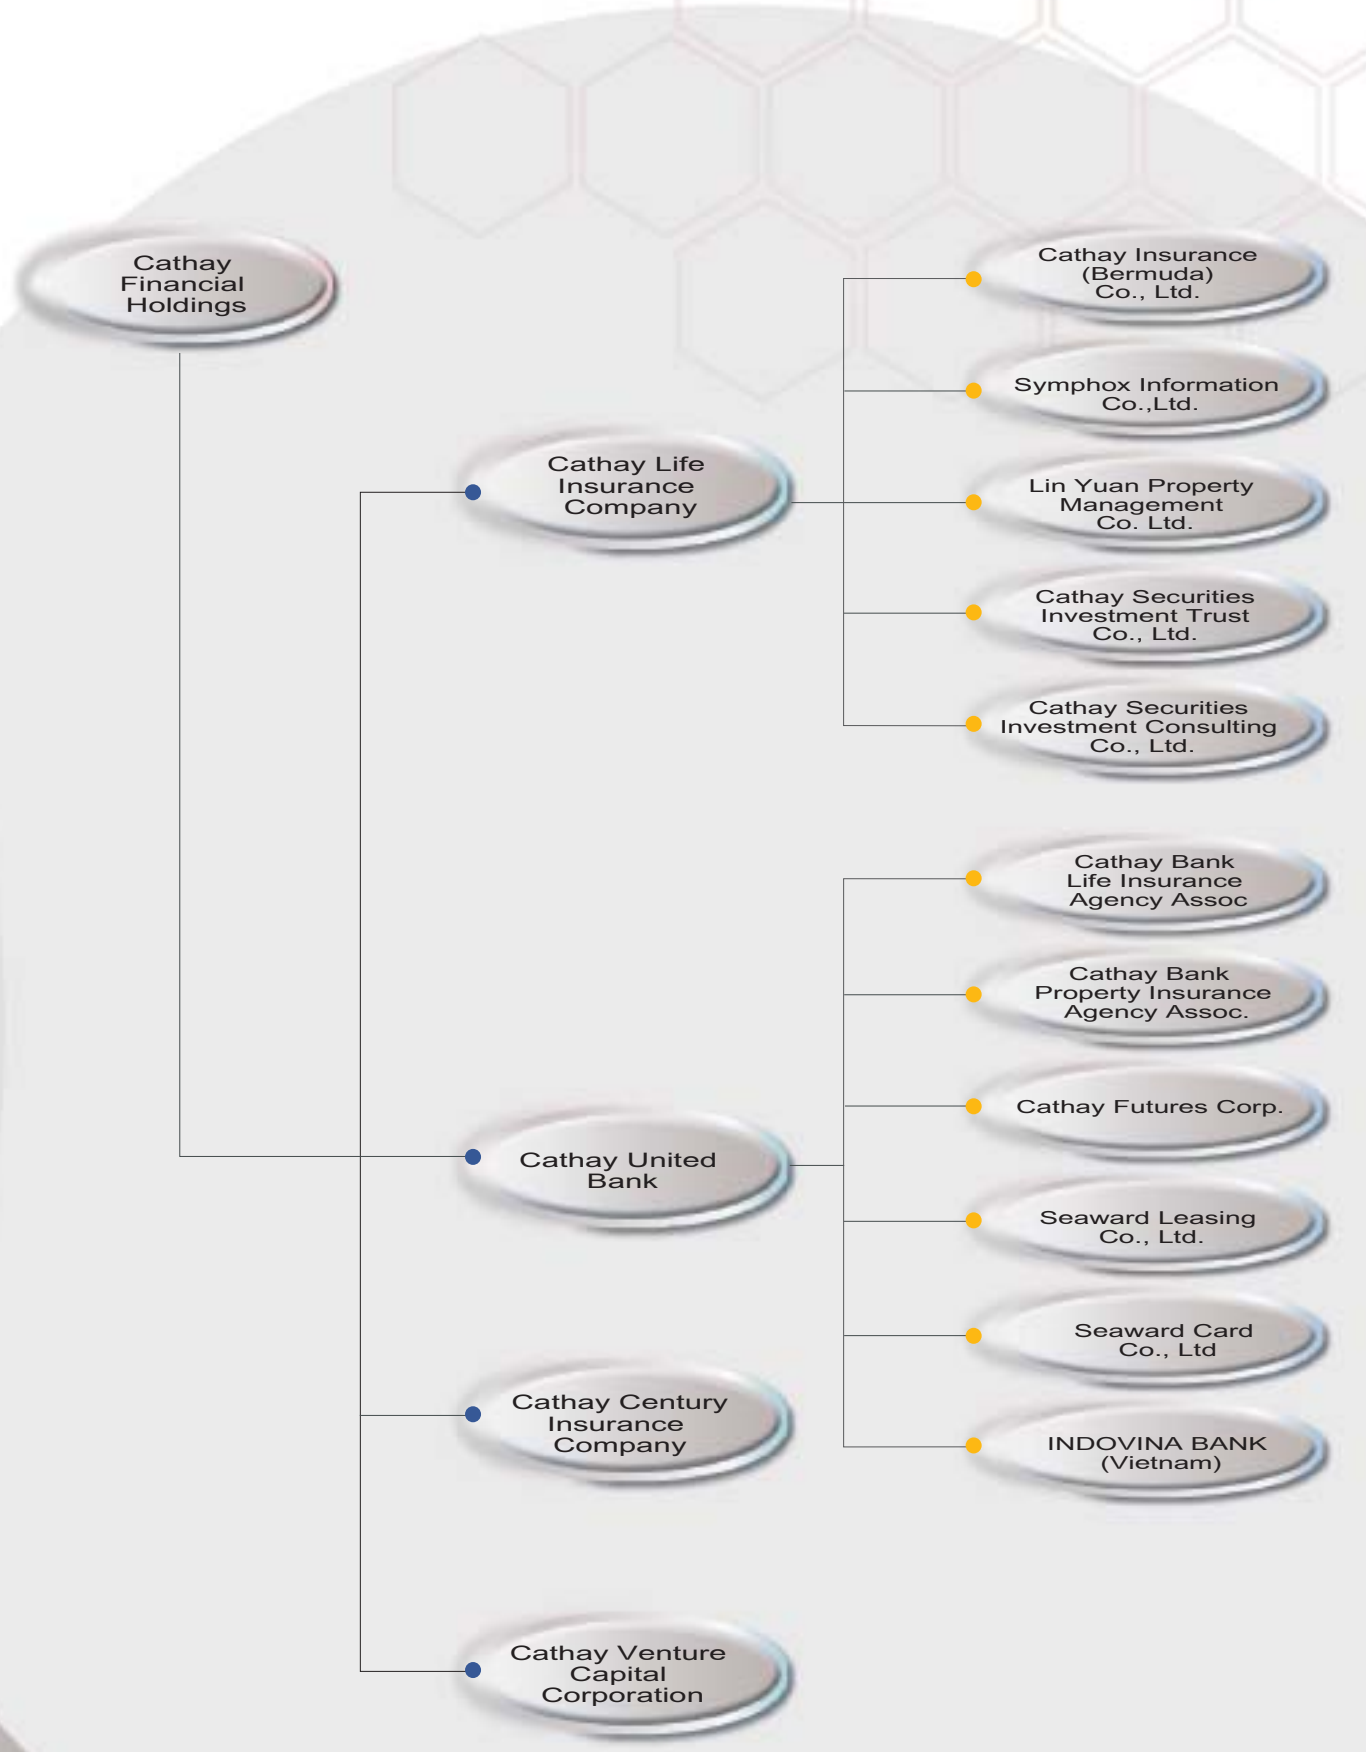 Cathay
Financial
Holdings
Cathay Life
Insurance
Company
Cathay Insurance
(Bermuda)
Co., Ltd.
Symphox Information
Co.,Ltd.
Lin Yuan Property
Management
Co. Ltd.
Cathay Securities
Investment Trust
Co., Ltd.
Cathay Securities
Investment Consulting
Co., Ltd.
Cathay United
Bank
Cathay Bank
Life Insurance
Agency Assoc
Cathay Bank
Property Insurance
Agency Assoc.
Cathay Futures Corp.
Seaward Leasing
Co., Ltd.
Seaward Card
Co., Ltd
INDOVINA BANK
(Vietnam)
Cathay Century
Insurance
Company
Cathay Venture
Capital
Corporation